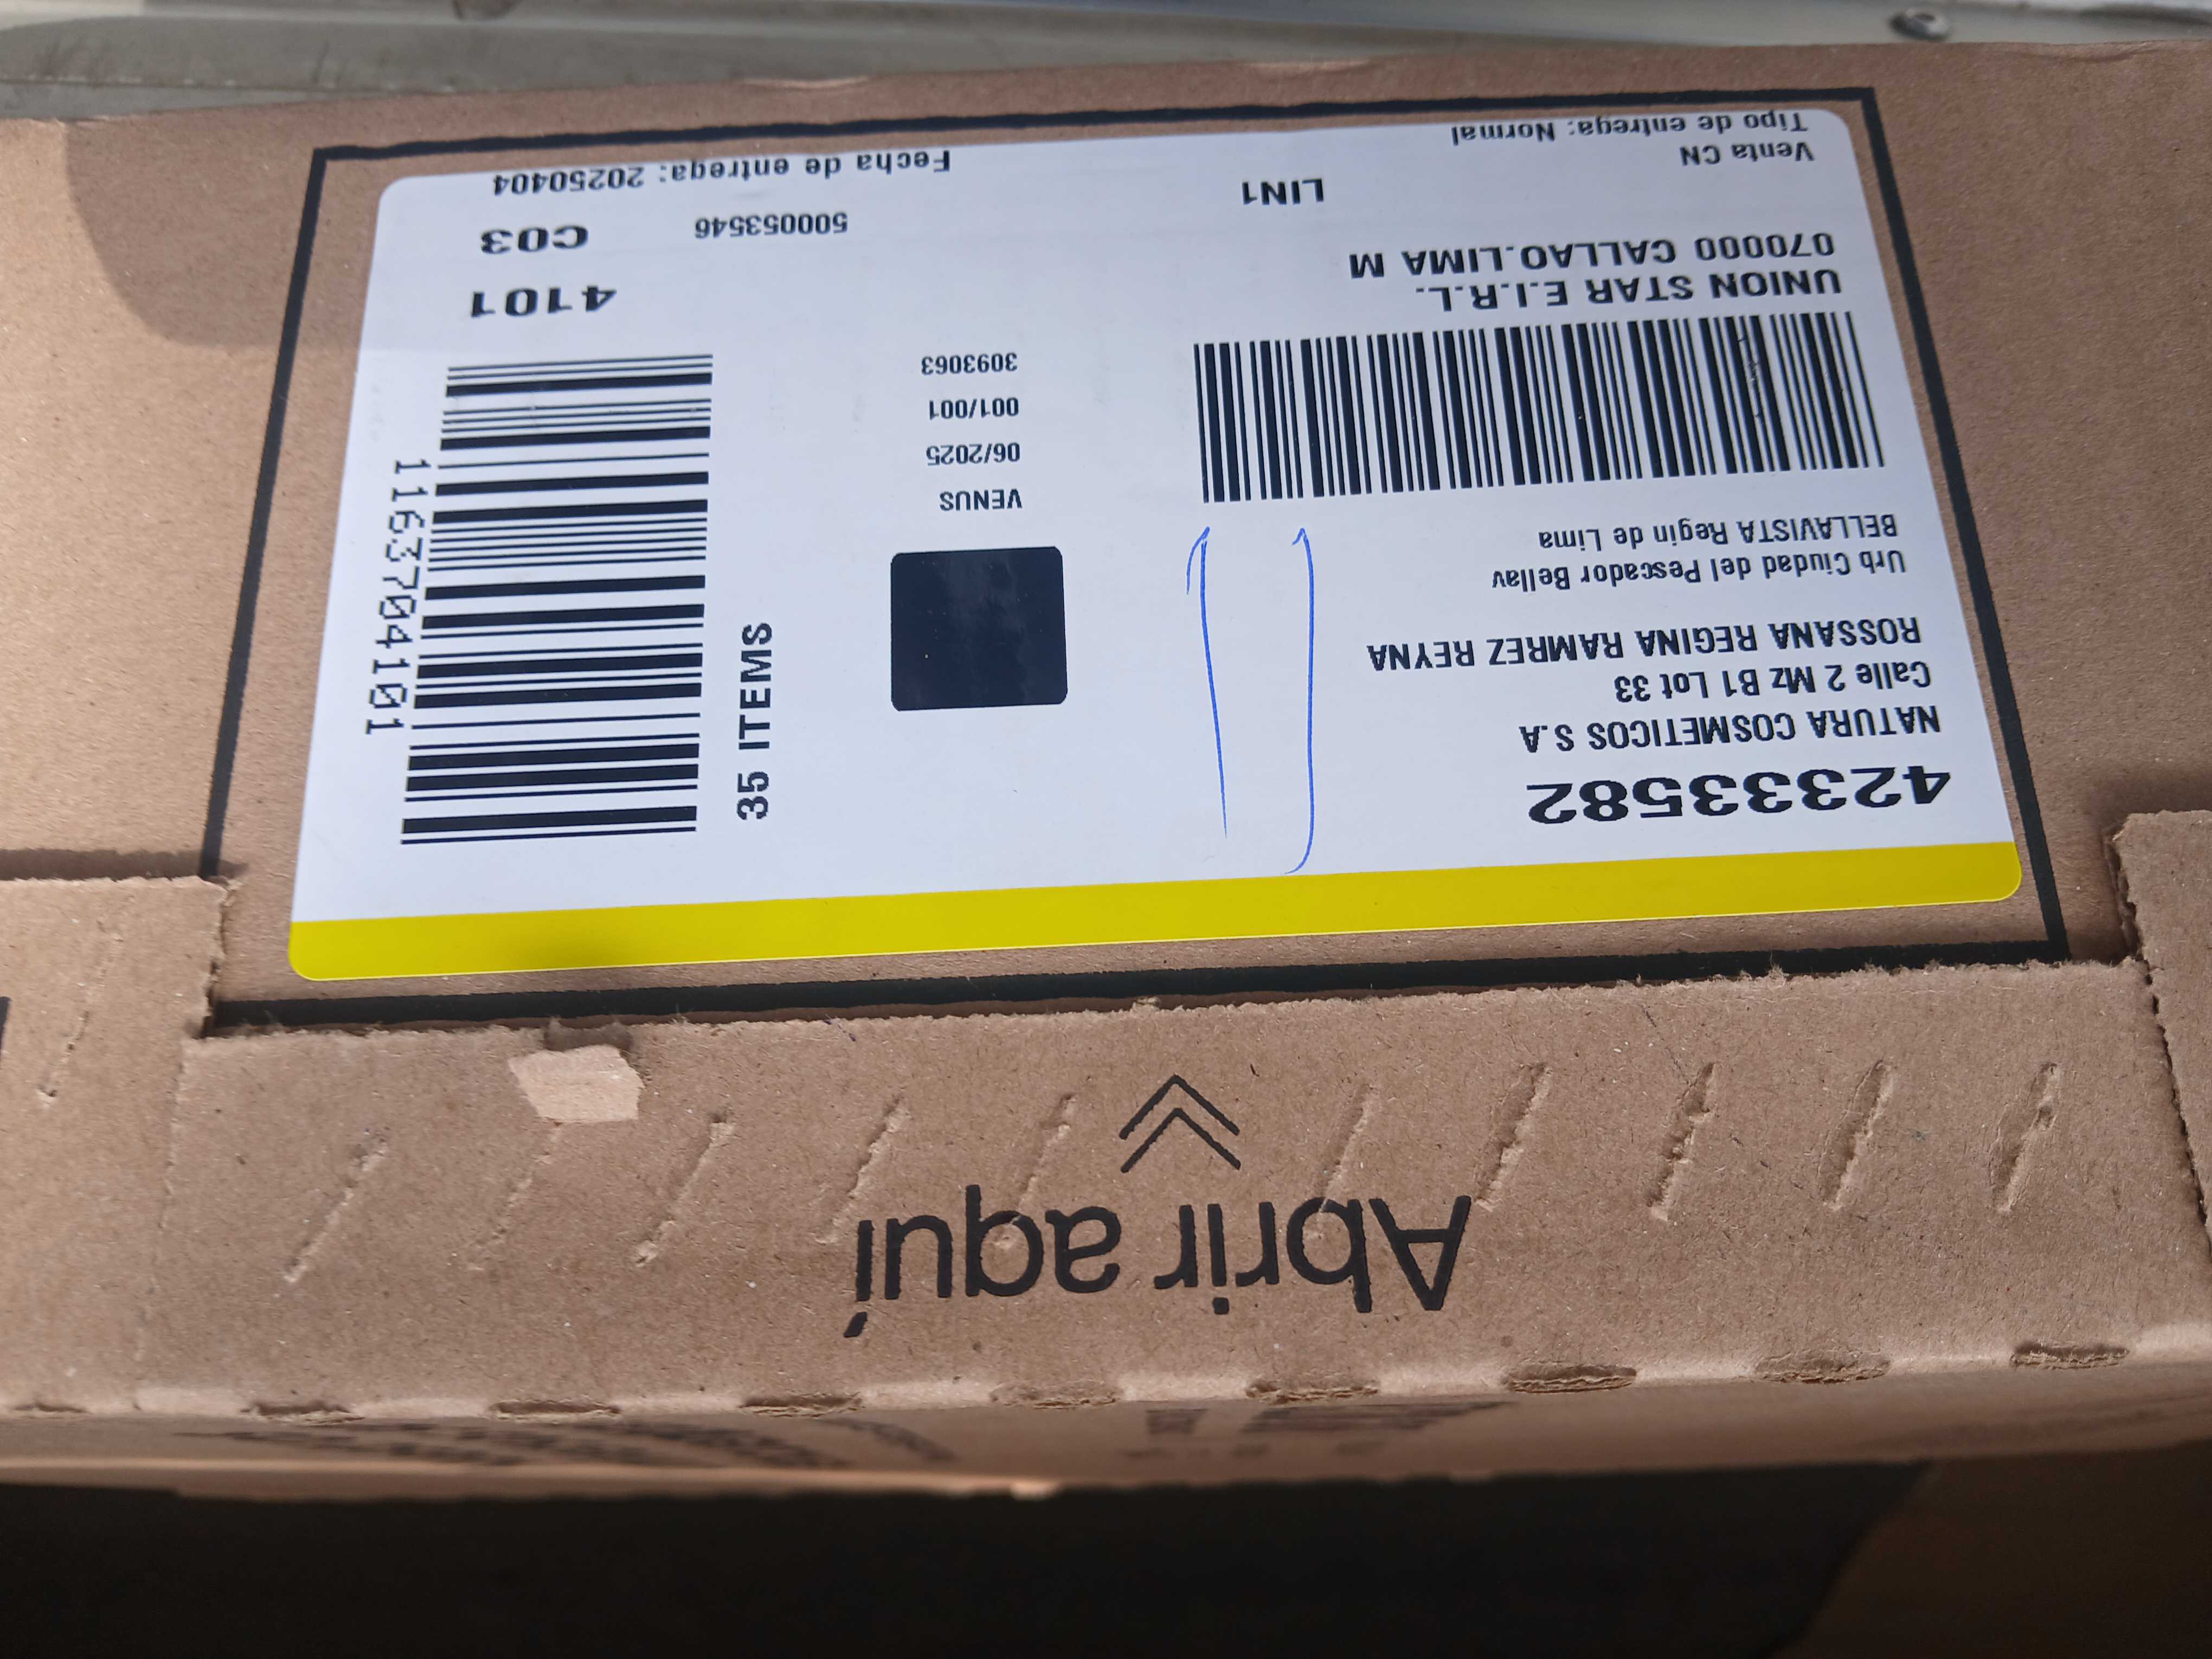 42333582
NATURA COSMETICOS S.A
Calle 2 Mz B1 Lot 33
ROSSANA REGINA RAMREZ REYNA
Urb Ciudad del Pescador Bellav
BELLAVISTA Regin de Lima
UNION STAR E.I.R.L.
070000 CALLAO.LIMA M
LIN1
Venta CN
Tipo de entrega: Normal
VENUS
06/2025
001/001
3093063
500053546
35 ITEMS
1163704101
4101
C03
Fecha de entrega: 20250404
Abrir aquí